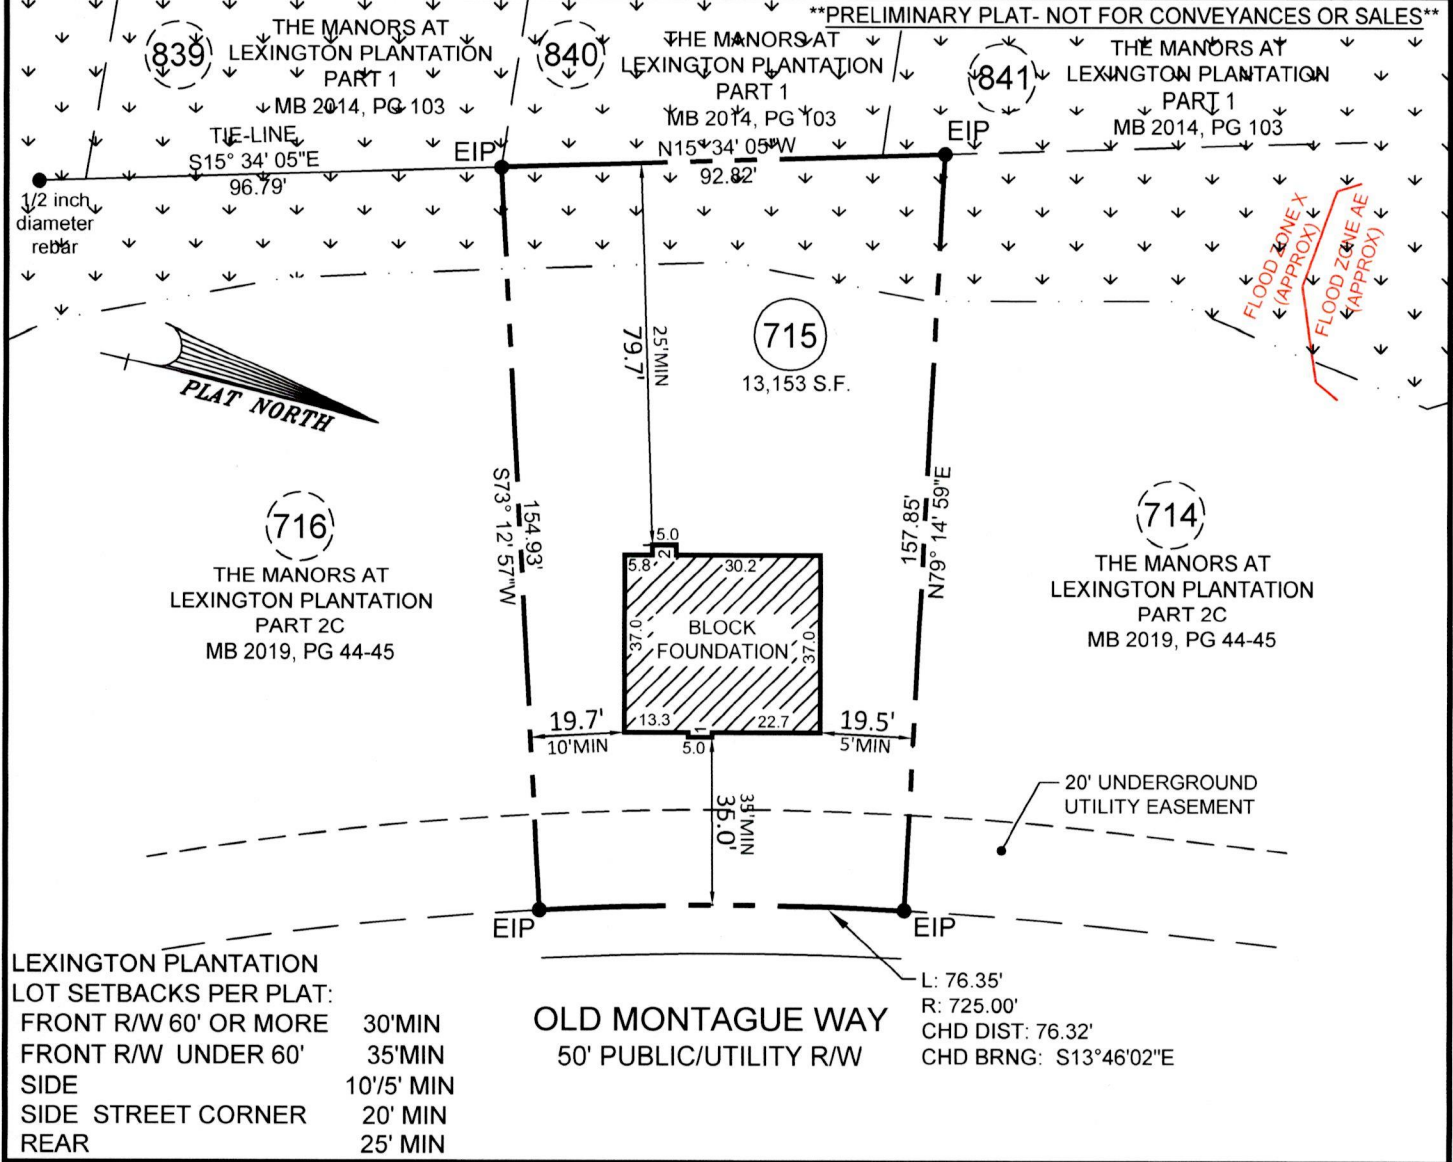 **PRELIMINARY PLAT- NOT FOR CONVEYANCES OR SALES**
839
THE MANORS AT
LEXINGTON PLANTATION
PART 1
MB 2014, PG 103
840
THE MANORS AT
LEXINGTON PLANTATION
PART 1
MB 2014, PG 103
841
THE MANORS AT
LEXINGTON PLANTATION
PART 1
MB 2014, PG 103
TIE-LINE
S15° 34' 05"E
96.79'
EIP
N15° 34' 05"W
92.82'
EIP
1/2 inch
diameter
rebar
FLOOD ZONE X
(APPROX)
FLOOD ZONE AE
(APPROX)
PLAT NORTH
79.7'
25'MIN
715
13,153 S.F.
716
THE MANORS AT
LEXINGTON PLANTATION
PART 2C
MB 2019, PG 44-45
S73° 12' 57"W
154.93'
157.85'
N79° 14' 59"E
714
THE MANORS AT
LEXINGTON PLANTATION
PART 2C
MB 2019, PG 44-45
5.0
5.8
2
30.2
37.0
BLOCK
FOUNDATION
37.0
13.3
1
22.7
5.0
19.7'
10'MIN
19.5'
5'MIN
35.0'
35'MIN
20' UNDERGROUND
UTILITY EASEMENT
EIP
EIP
L: 76.35'
R: 725.00'
CHD DIST: 76.32'
CHD BRNG: S13°46'02"E
OLD MONTAGUE WAY
50' PUBLIC/UTILITY R/W
LEXINGTON PLANTATION
LOT SETBACKS PER PLAT:
FRONT R/W 60' OR MORE 30'MIN
FRONT R/W UNDER 60' 35'MIN
SIDE 10'/5' MIN
SIDE STREET CORNER 20' MIN
REAR 25' MIN